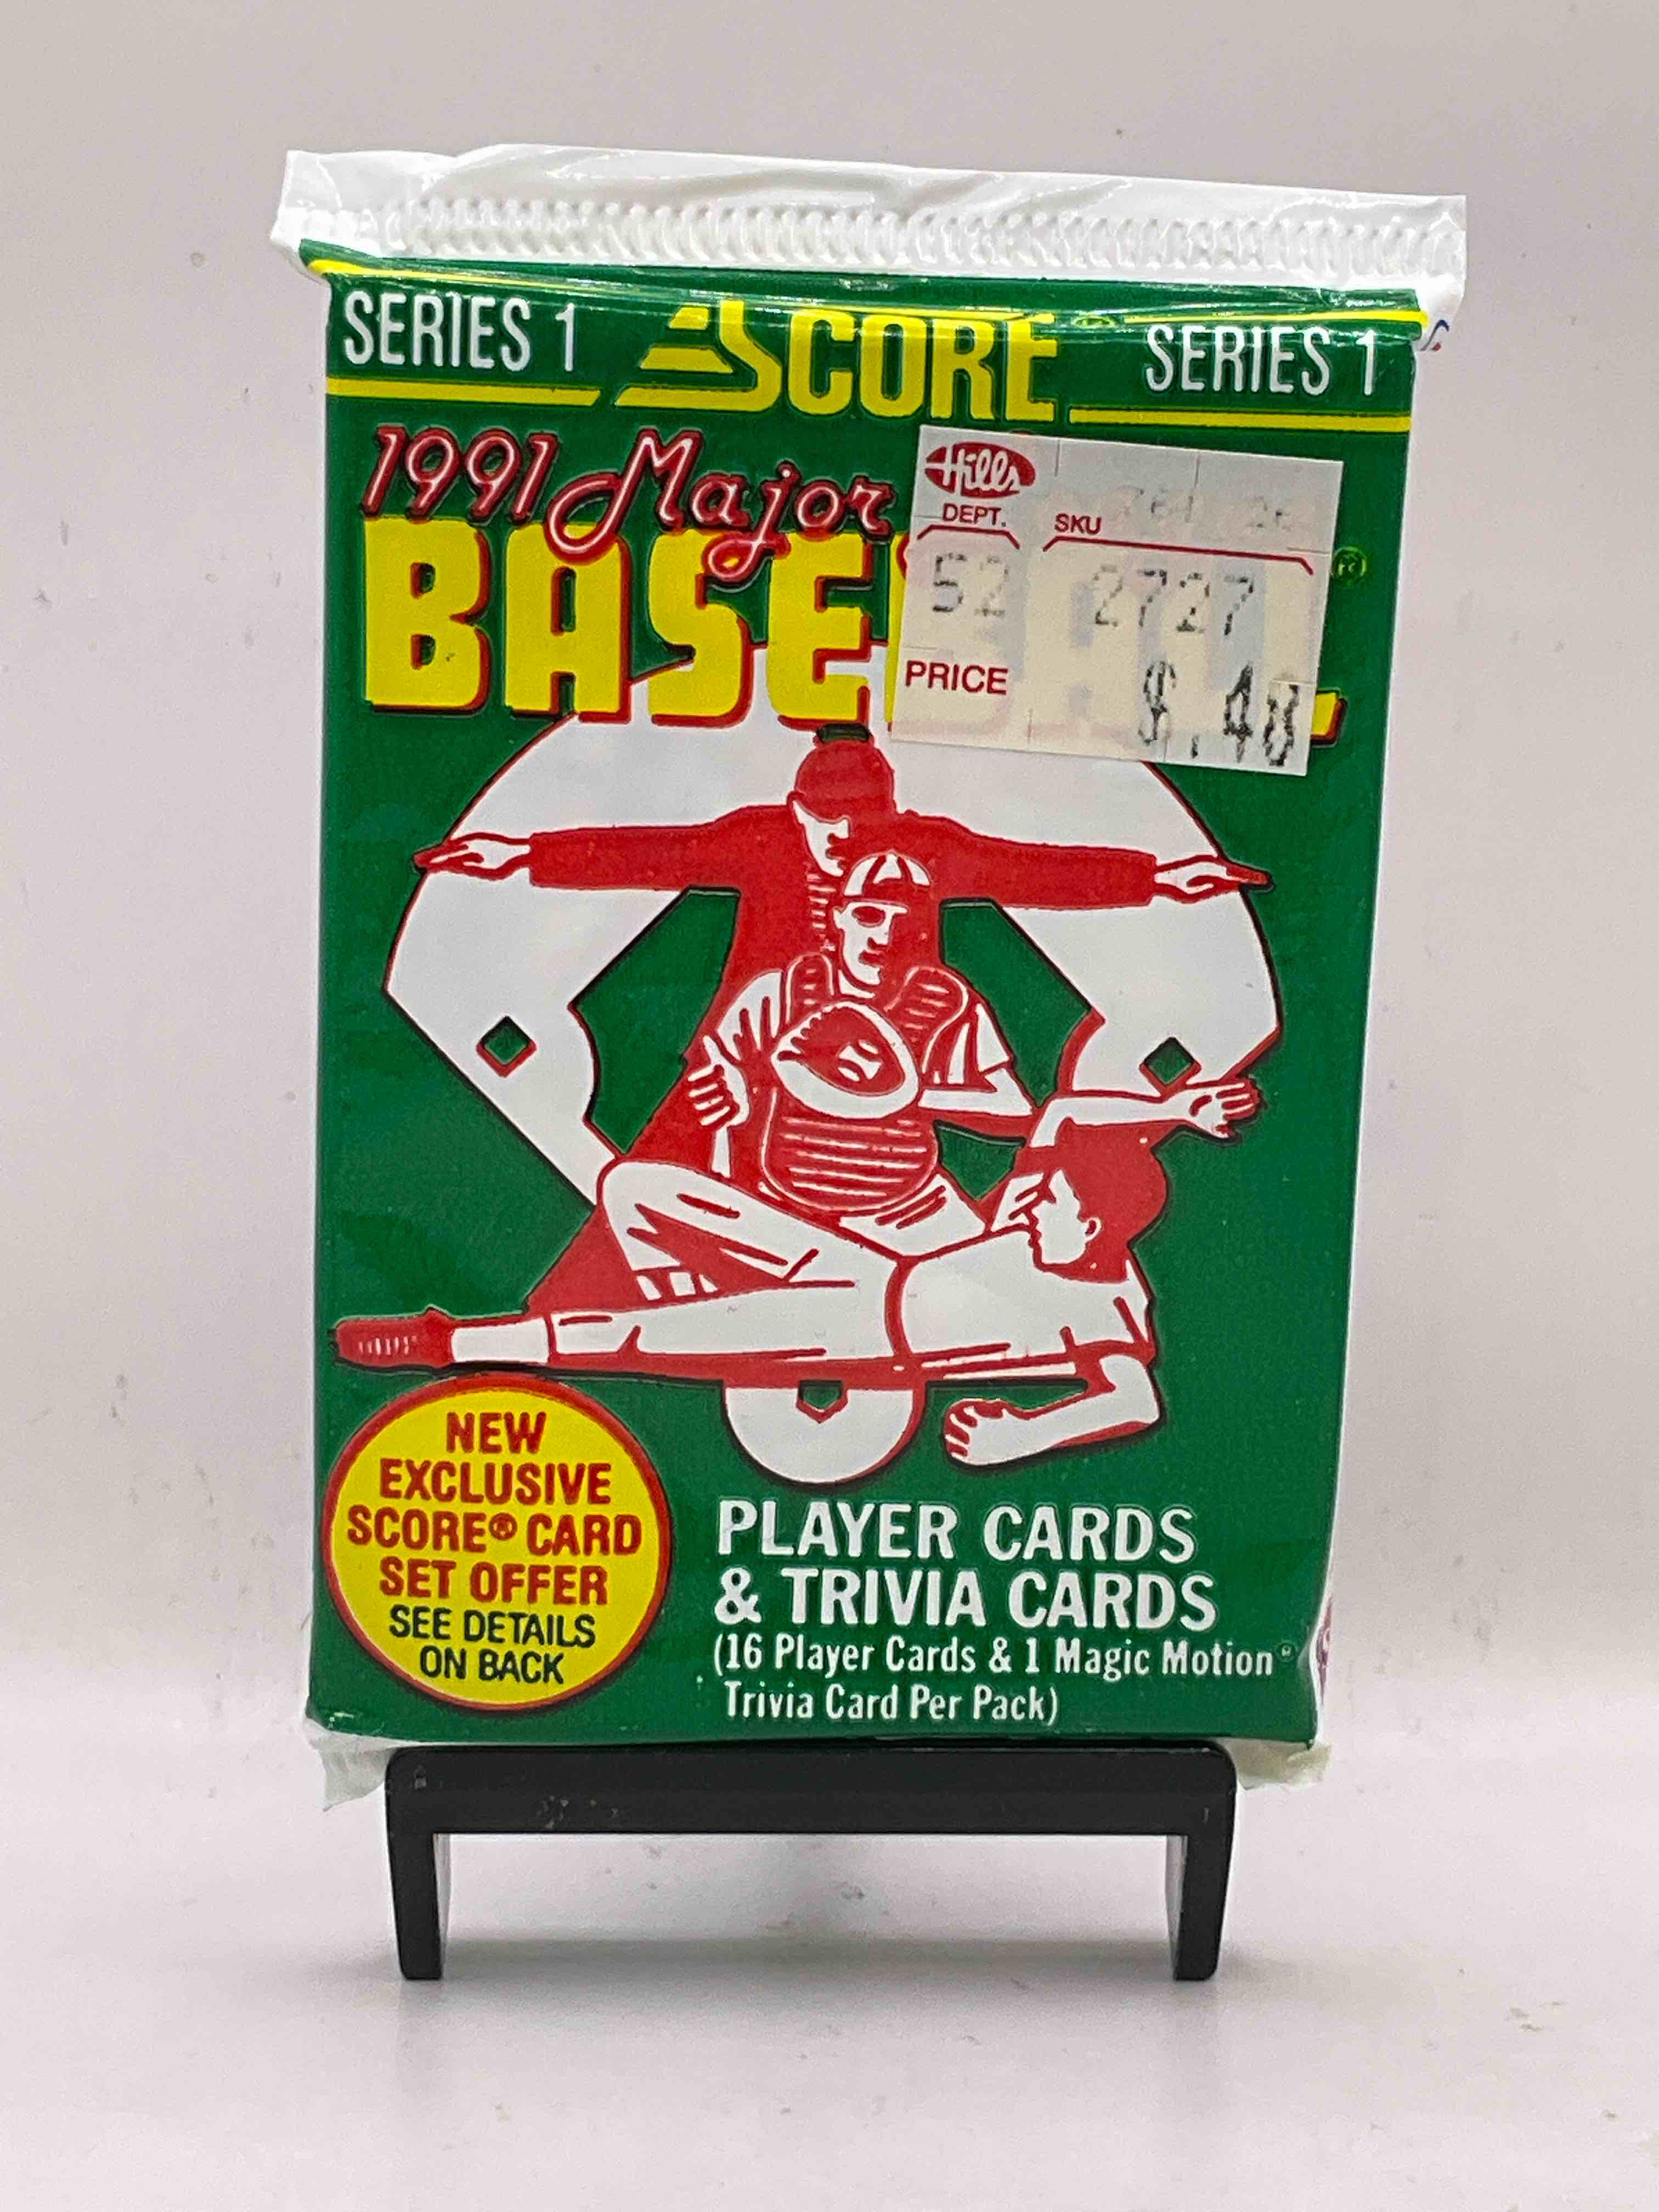 SERIES 1 SCORE® SERIES 1
1991 Major
BASE
Hills
DEPT. SKU
52 2727
PRICE $.48
NEW
EXCLUSIVE
SCORE® CARD
SET OFFER
SEE DETAILS
ON BACK
PLAYER CARDS
& TRIVIA CARDS
(16 Player Cards & 1 Magic Motion®
Trivia Card Per Pack)